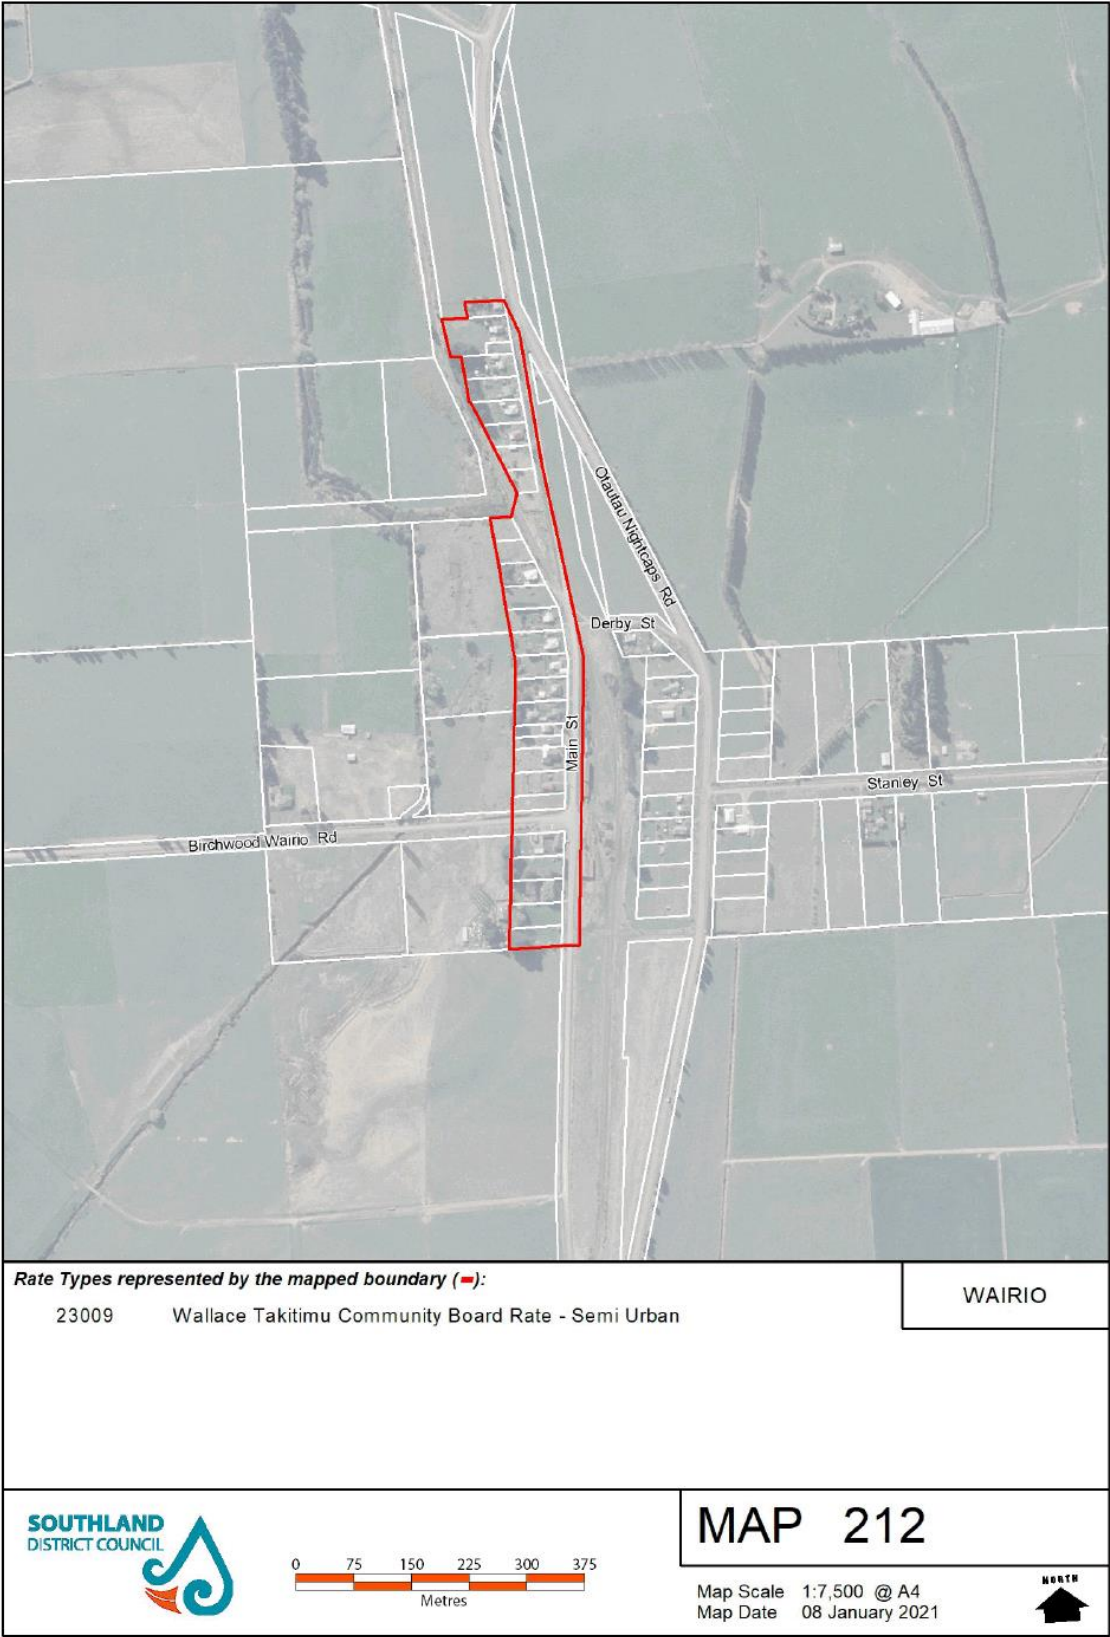 Otautau Nightcaps Rd
Derby St
Main St
Stanley St
Birchwood Wairio Rd
Rate Types represented by the mapped boundary (▬):
23009 Wallace Takitimu Community Board Rate - Semi Urban
WAIRIO
SOUTHLAND
DISTRICT COUNCIL
0 75 150 225 300 375
Metres
MAP 212
Map Scale 1:7,500 @ A4
Map Date 08 January 2021
NORTH